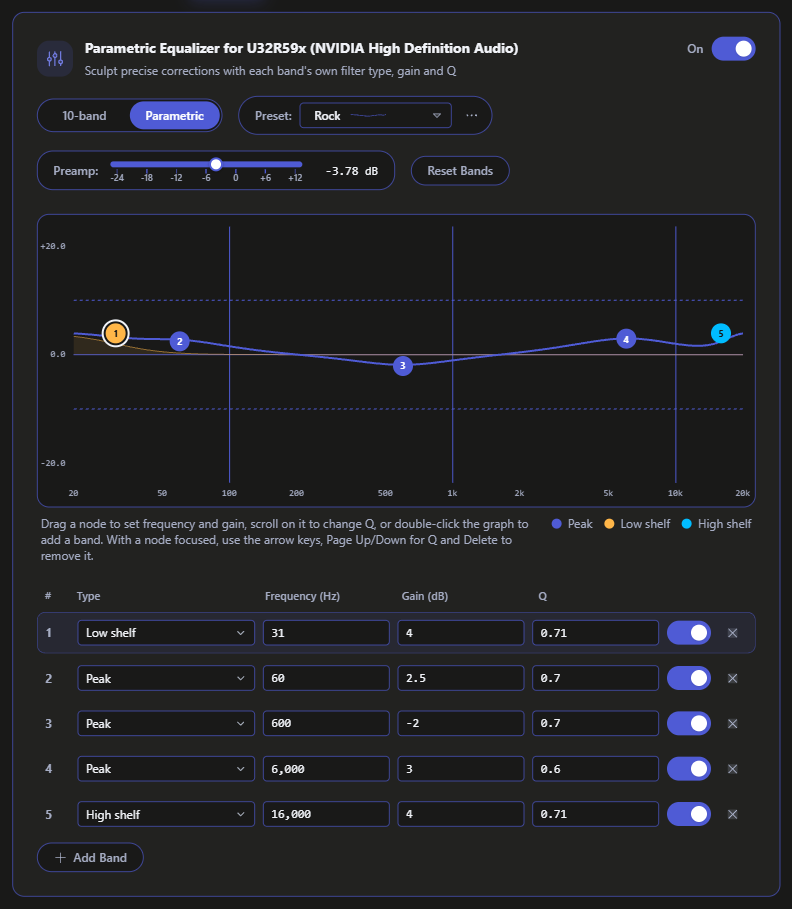 Parametric Equalizer for U32R59x (NVIDIA High Definition Audio)
On
Sculpt precise corrections with each band's own filter type, gain and Q
10-band
Parametric
Preset:
Rock
...
Preamp:
-24 -18 -12 -6 0 +6 +12
-3.78 dB
Reset Bands
+20.0
0.0
-20.0
1
2
3
4
5
20 50 100 200 500 1k 2k 5k 10k 20k
Drag a node to set frequency and gain, scroll on it to change Q, or double-click the graph to
add a band. With a node focused, use the arrow keys, Page Up/Down for Q and Delete to
remove it.
Peak
Low shelf
High shelf
# Type Frequency (Hz) Gain (dB) Q
1 Low shelf 31 4 0.71
2 Peak 60 2.5 0.7
3 Peak 600 -2 0.7
4 Peak 6,000 3 0.6
5 High shelf 16,000 4 0.71
+ Add Band